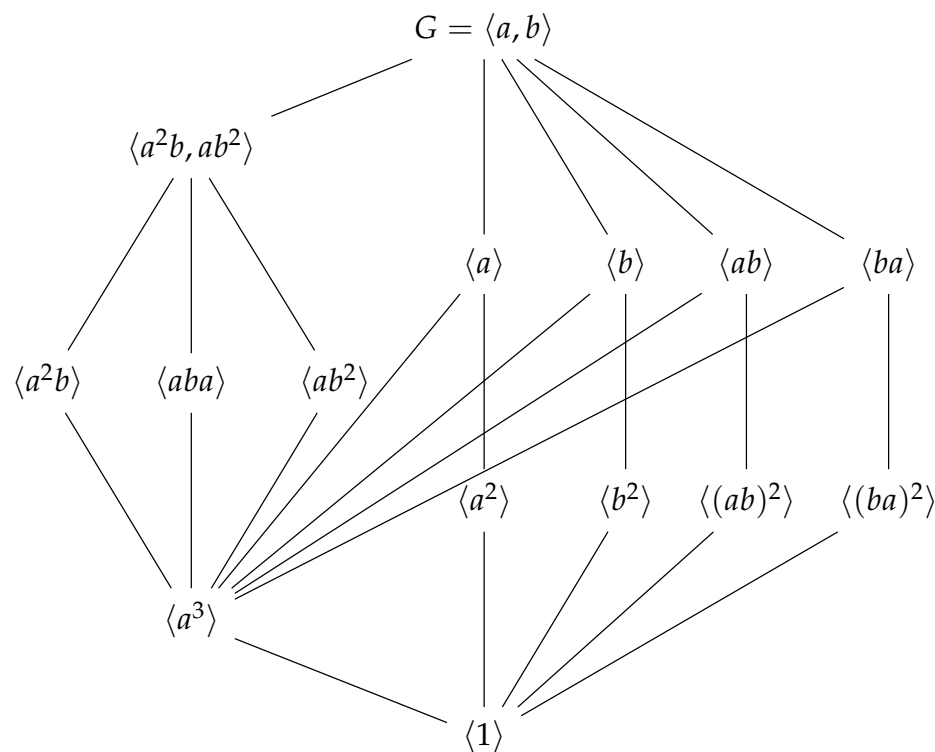 G = ⟨a, b⟩
⟨a²b, ab²⟩
⟨a⟩ ⟨b⟩ ⟨ab⟩ ⟨ba⟩
⟨a²b⟩ ⟨aba⟩ ⟨ab²⟩
⟨a²⟩ ⟨b²⟩ ⟨(ab)²⟩ ⟨(ba)²⟩
⟨a³⟩
⟨1⟩